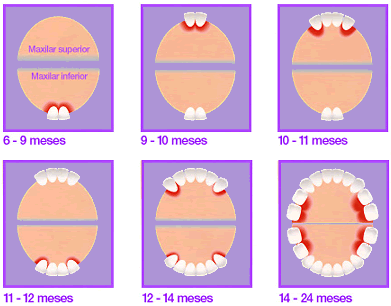 Maxilar superior
Maxilar inferior
6 - 9 meses
9 - 10 meses
10 - 11 meses
11 - 12 meses
12 - 14 meses
14 - 24 meses